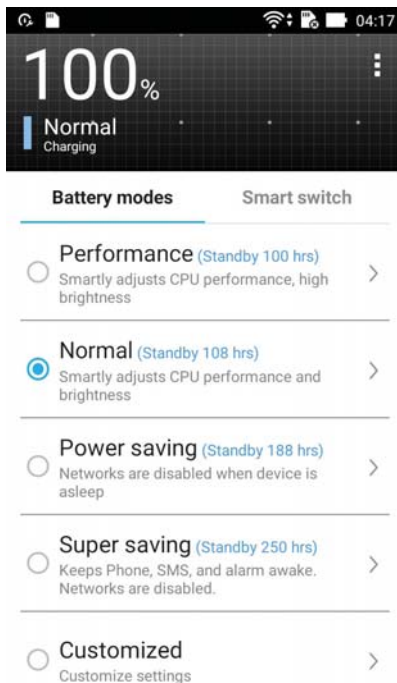 04:17
100%
Normal
Charging
Battery modes
Smart switch
Performance (Standby 100 hrs)
Smartly adjusts CPU performance, high
brightness
Normal (Standby 108 hrs)
Smartly adjusts CPU performance and
brightness
Power saving (Standby 188 hrs)
Networks are disabled when device is
asleep
Super saving (Standby 250 hrs)
Keeps Phone, SMS, and alarm awake.
Networks are disabled.
Customized
Customize settings